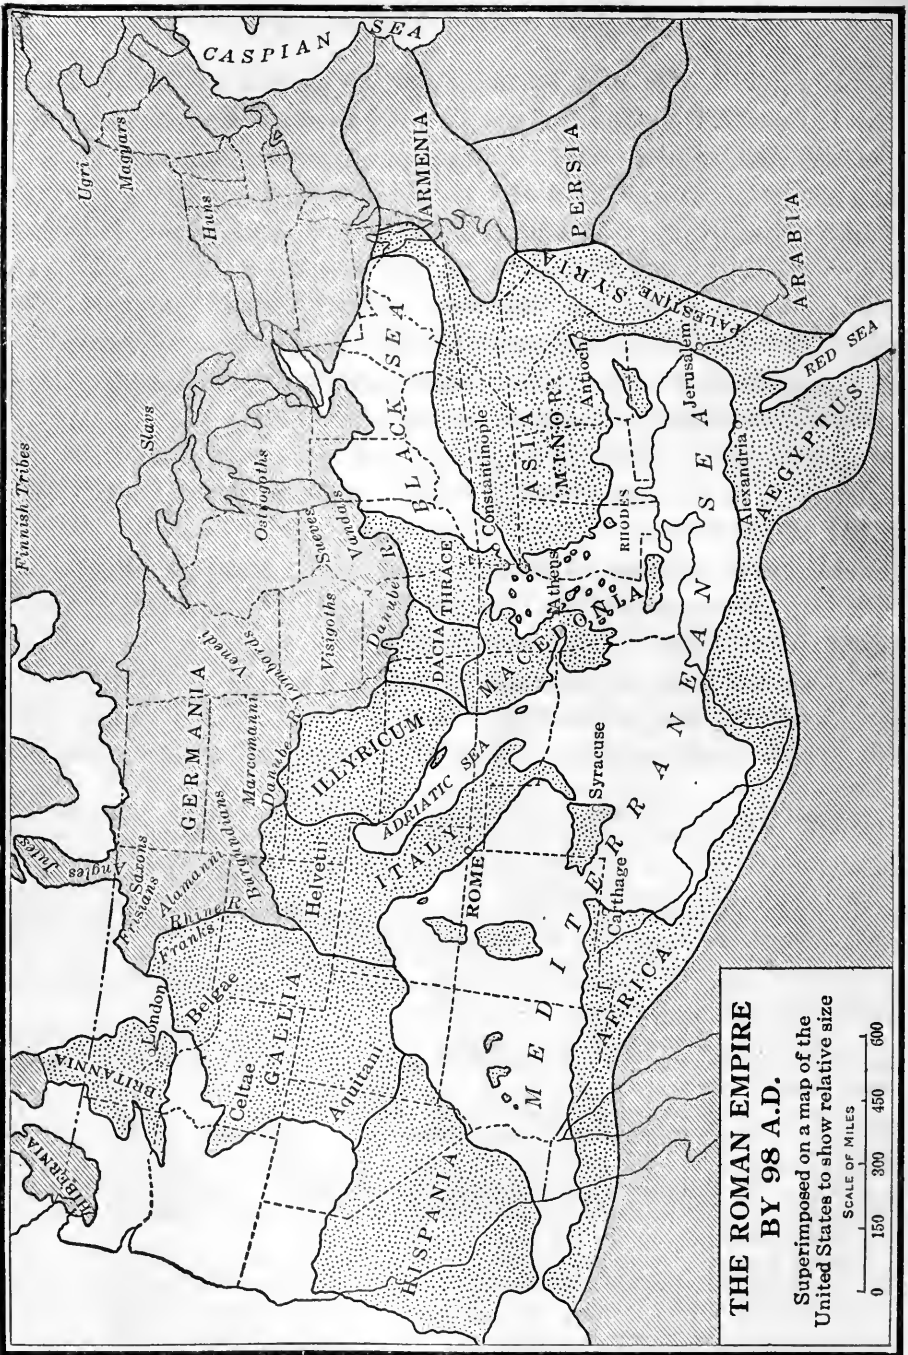 Finnish Tribes
Ugri
Magyars
Huns
Slavs
CASPIAN SEA
ARMENIA
PERSIA
ARABIA
SYRIA
PALESTINE
RED SEA
BLACK SEA
ASIA
MINOR
Antioch
Jerusalem
Constantinople
RHODES
Alexandria
AEGYPTUS
Ostrogoths
Sueves
Vandals
Visigoths
Danube R
THRACE
DACIA
MACEDONIA
Athens
Venedi
Lombards
GERMANIA
Marcomanni
Danube R
ILLYRICUM
ADRIATIC SEA
Syracuse
MEDITERRANEAN SEA
Jutes
Angles
Saxons
Frisians
Alamanni
Burgundians
Rhine R
Franks
Helvetii
ITALY
ROME
Carthage
AFRICA
HIBERNIA
BRITANNIA
London
Belgae
Celtae
GALLIA
Aquitani
HISPANIA
THE ROMAN EMPIRE
BY 98 A.D.
Superimposed on a map of the
United States to show relative size
SCALE OF MILES
0 150 300 450 600